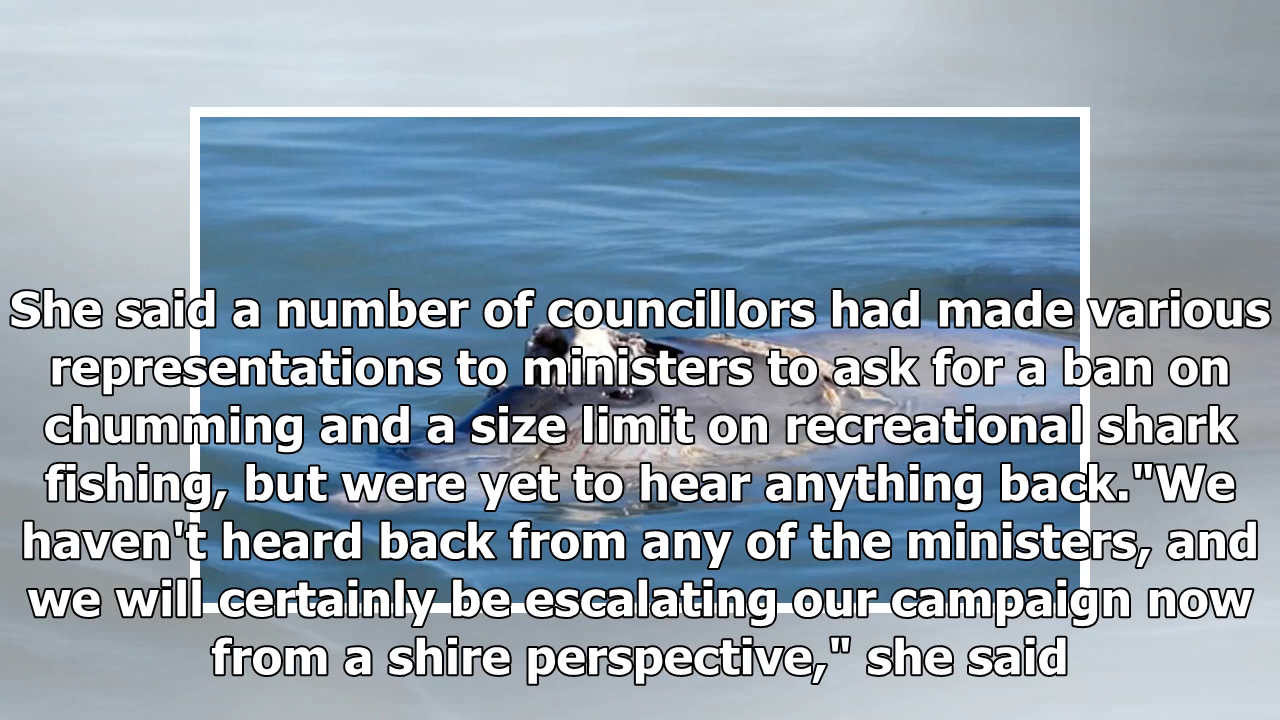 She said a number of councillors had made various
representations to ministers to ask for a ban on
chumming and a size limit on recreational shark
fishing, but were yet to hear anything back."We
haven't heard back from any of the ministers, and
we will certainly be escalating our campaign now
from a shire perspective," she said